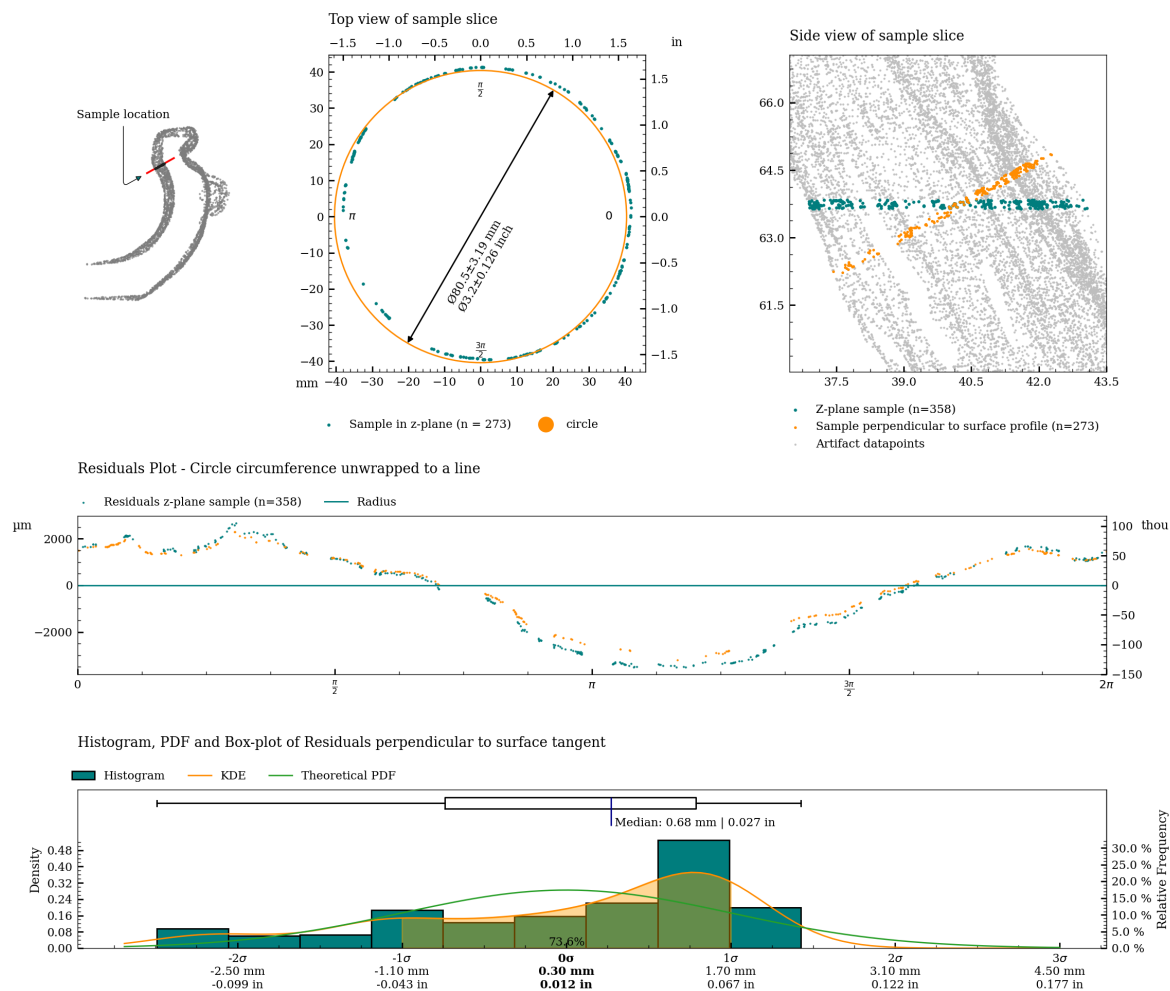 Top view of sample slice
−1.5 −1.0 −0.5 0.0 0.5 1.0 1.5 in
Side view of sample slice
Sample location
40
30
20
10
0
−10
−20
−30
−40
π/2
π
0
3π/2
Ø80.5±3.19 mm
Ø3.2±0.126 inch
1.5
1.0
0.5
0.0
−0.5
−1.0
−1.5
mm −40 −30 −20 −10 0 10 20 30 40
Sample in z-plane (n = 273) circle
66.0
64.5
63.0
61.5
37.5 39.0 40.5 42.0 43.5
Z-plane sample (n=358)
Sample perpendicular to surface profile (n=273)
Artifact datapoints
Residuals Plot - Circle circumference unwrapped to a line
Residuals z-plane sample (n=358) Radius
µm
2000
0
−2000
100 thou
50
0
−50
−100
−150
0 π/2 π 3π/2 2π
Histogram, PDF and Box-plot of Residuals perpendicular to surface tangent
Histogram KDE Theoretical PDF
Median: 0.68 mm | 0.027 in
Density
0.48
0.40
0.32
0.24
0.16
0.08
0.00
73.6%
30.0 %
25.0 %
20.0 %
15.0 %
10.0 %
5.0 %
0.0 %
Relative Frequency
-2σ -1σ 0σ 1σ 2σ 3σ
-2.50 mm -1.10 mm 0.30 mm 1.70 mm 3.10 mm 4.50 mm
-0.099 in -0.043 in 0.012 in 0.067 in 0.122 in 0.177 in